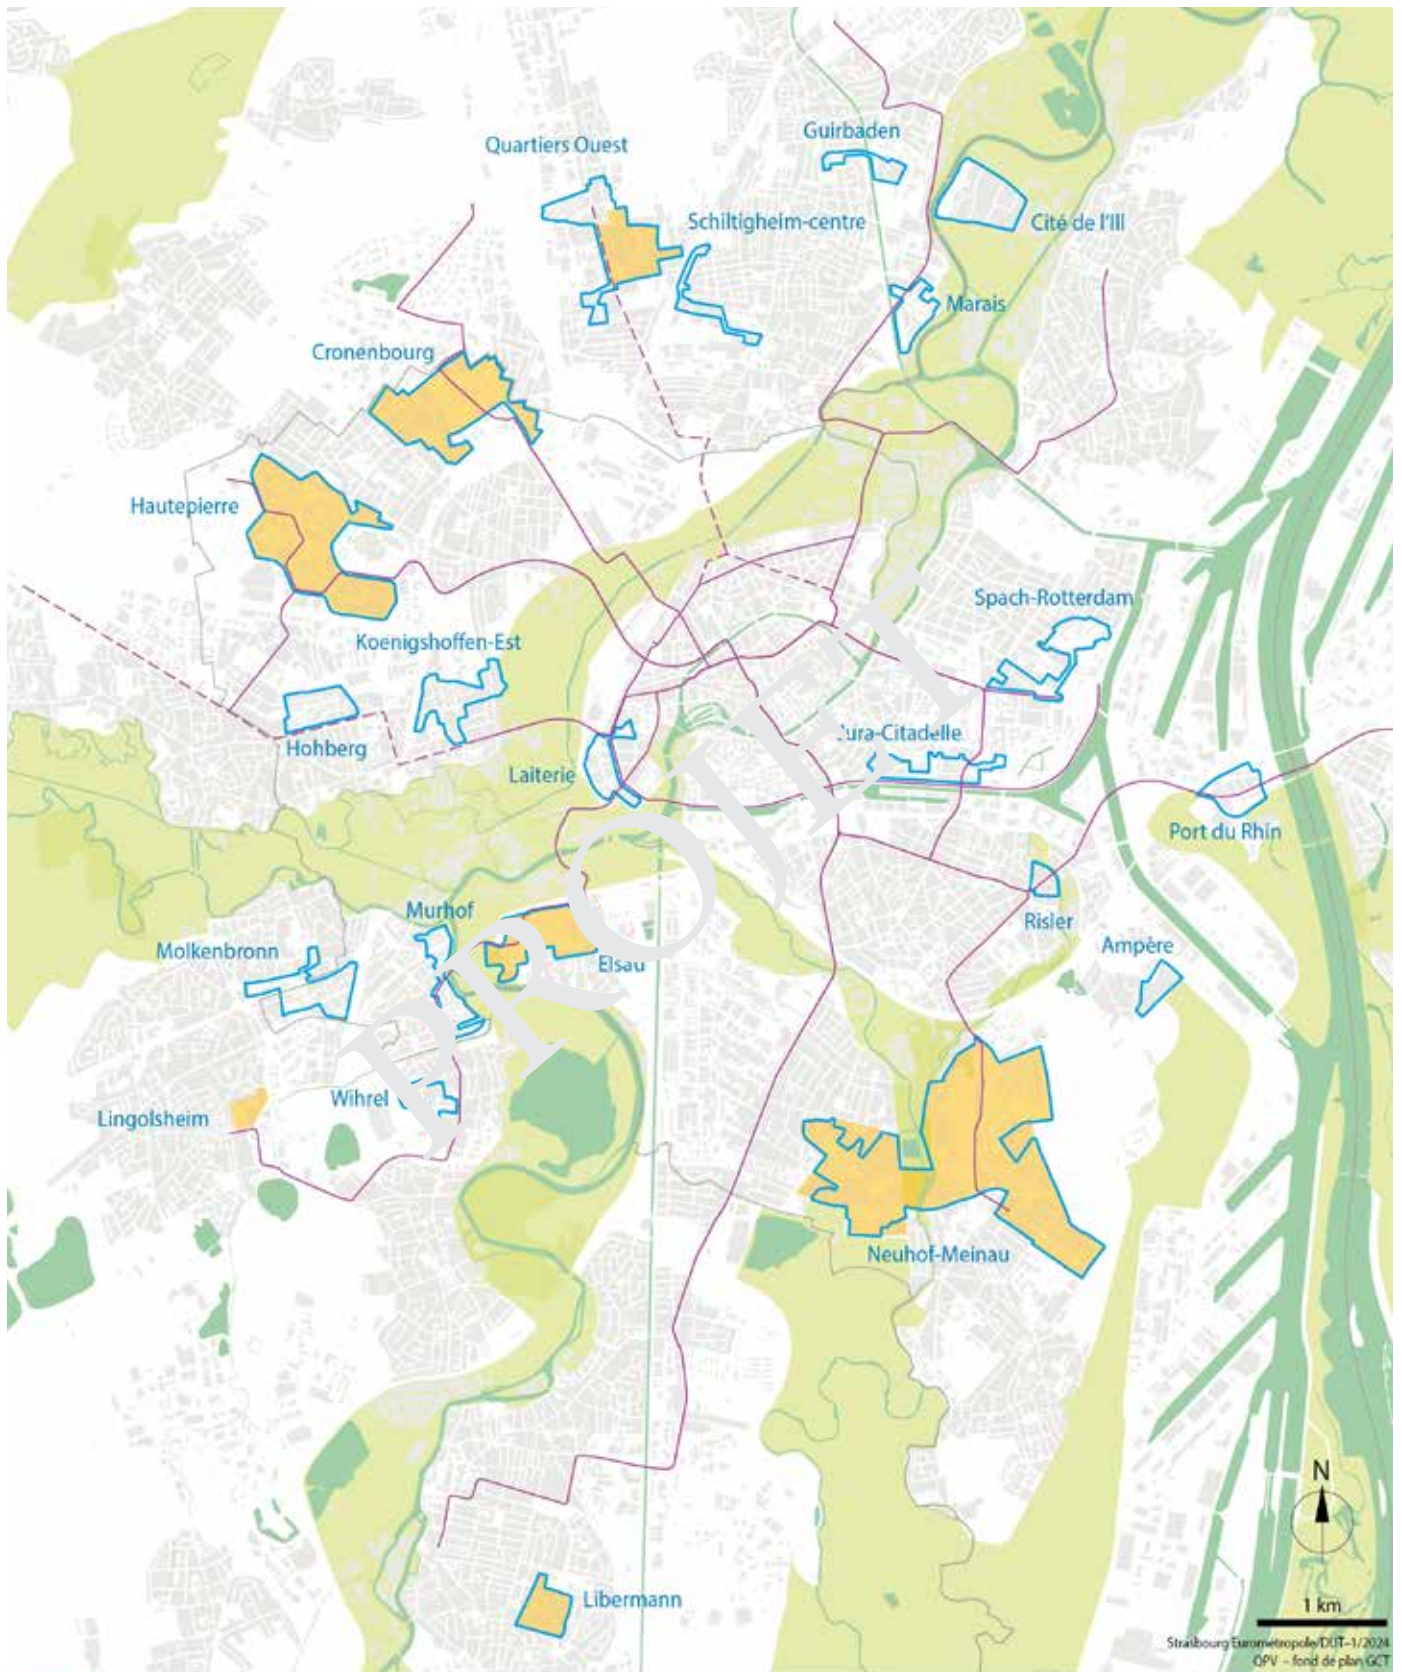 Guirbaden
Quartiers Ouest
Schiltigheim-centre
Cité de l'Ill
Marais
Cronenbourg
Hautepierre
Spach-Rotterdam
Koenigshoffen-Est
Hohberg
Laiterie
ura-Citadelle
Port du Rhin
Murhof
Risler
Molkenbronn
Ampère
Elsau
Wihrel
Lingolsheim
PROJET
Neuhof-Meinau
N
Libermann
1 km
Strasbourg Eurométropole/DUT-1/2024
QPV - fond de plan GCT